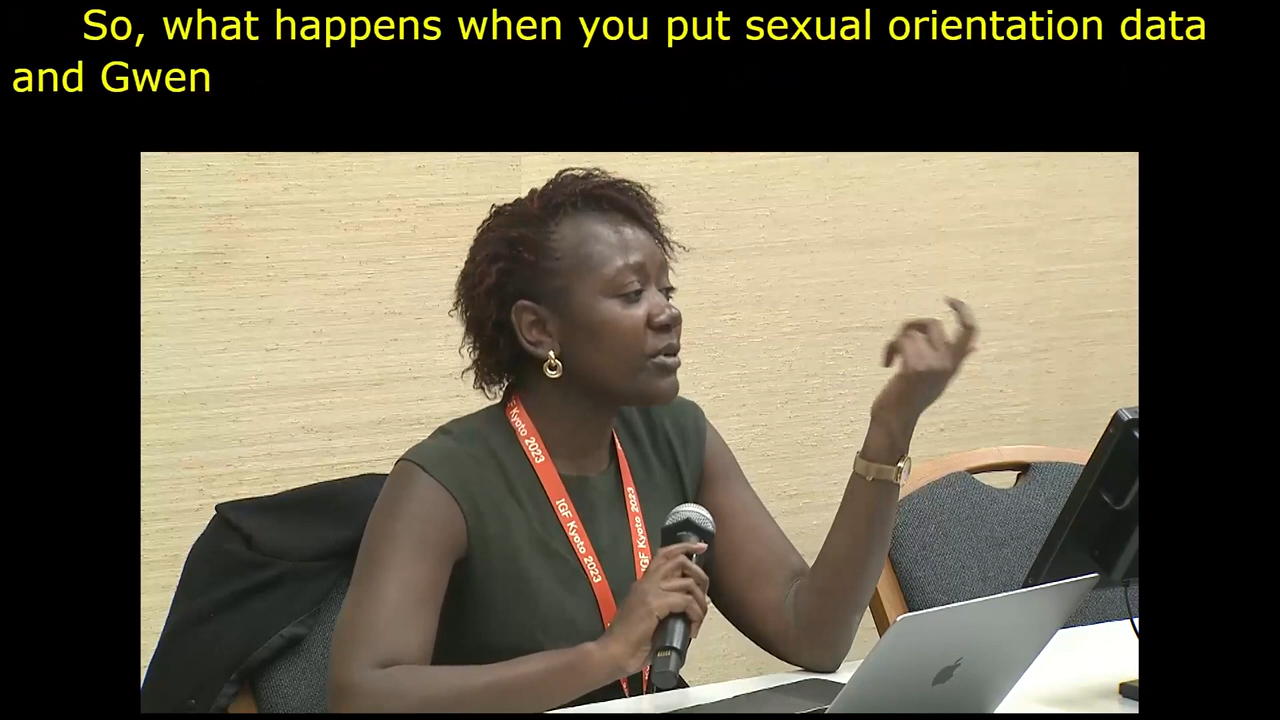 So, what happens when you put sexual orientation data
and Gwen
Kyoto 2023
IGF Kyoto 2023
IGF Kyoto 2023